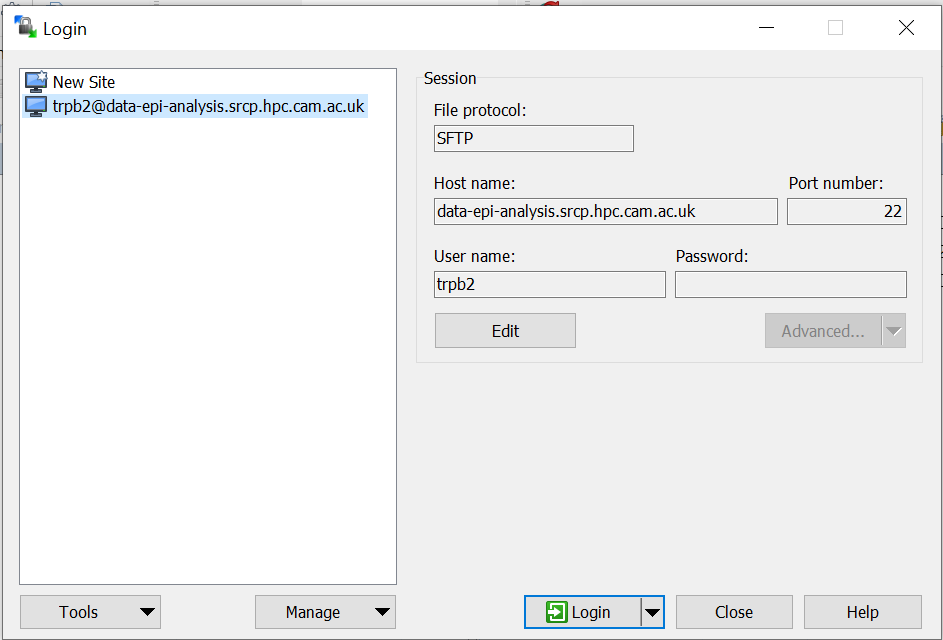 Login
New Site
trpb2@data-epi-analysis.srcp.hpc.cam.ac.uk
Session
File protocol:
SFTP
Host name: Port number:
data-epi-analysis.srcp.hpc.cam.ac.uk 22
User name: Password:
trpb2
Edit Advanced...
Tools Manage Login Close Help